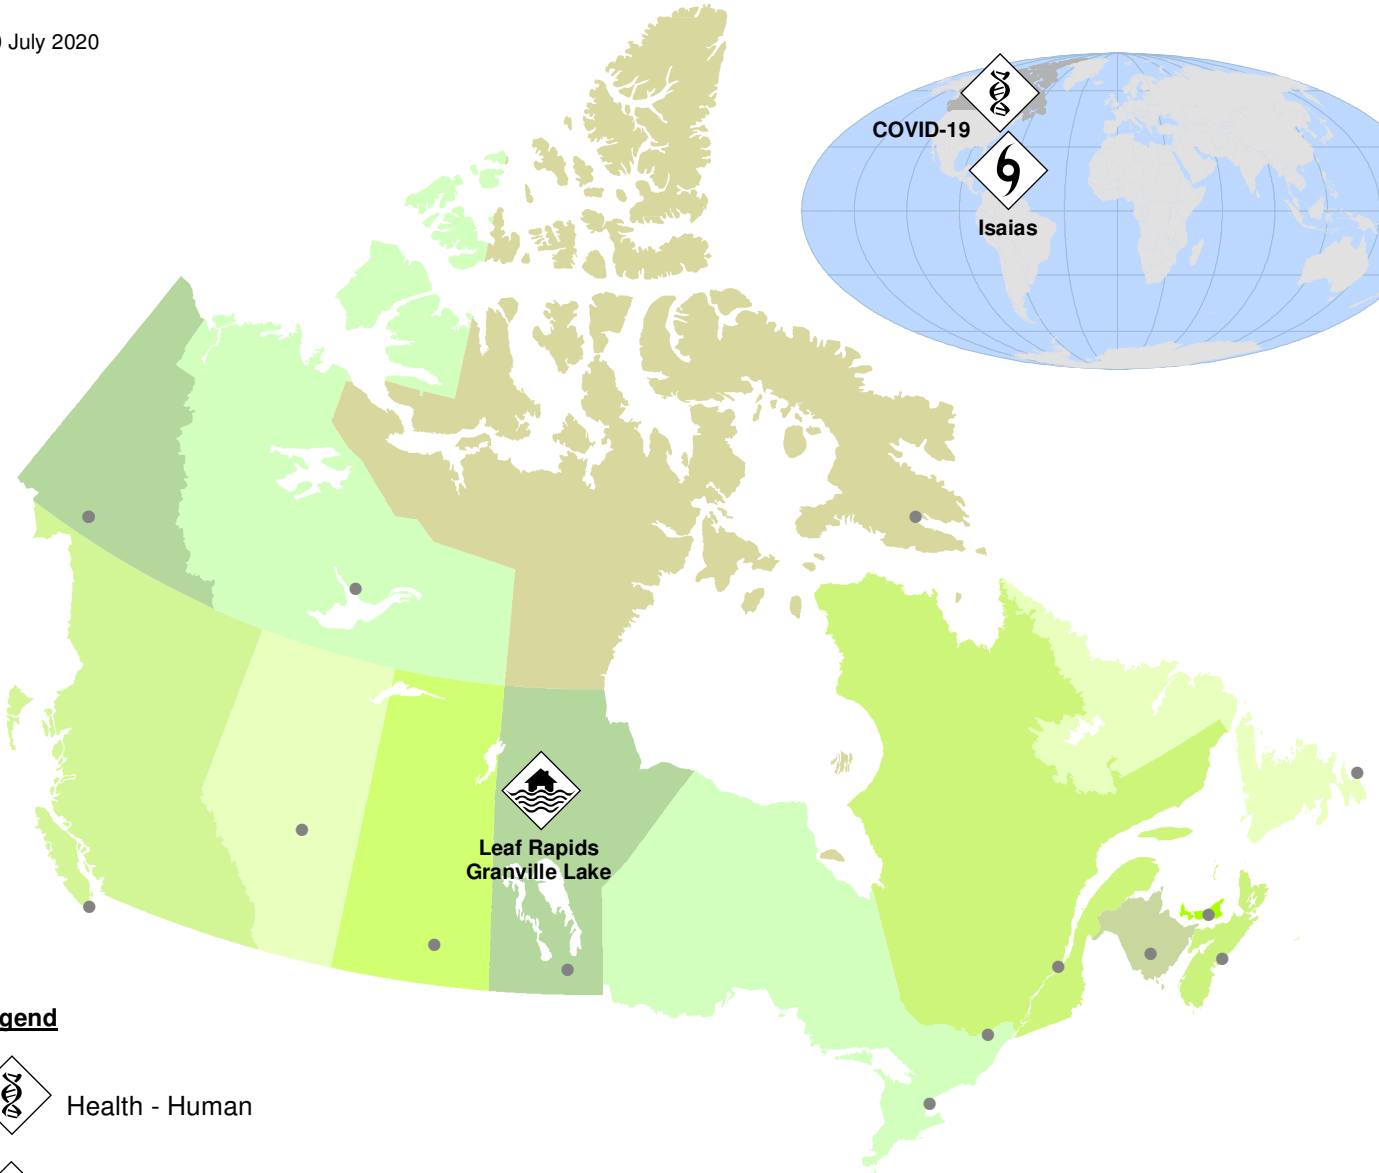 July 2020
COVID-19
Isaias
Leaf Rapids
Granville Lake
gend
Health - Human